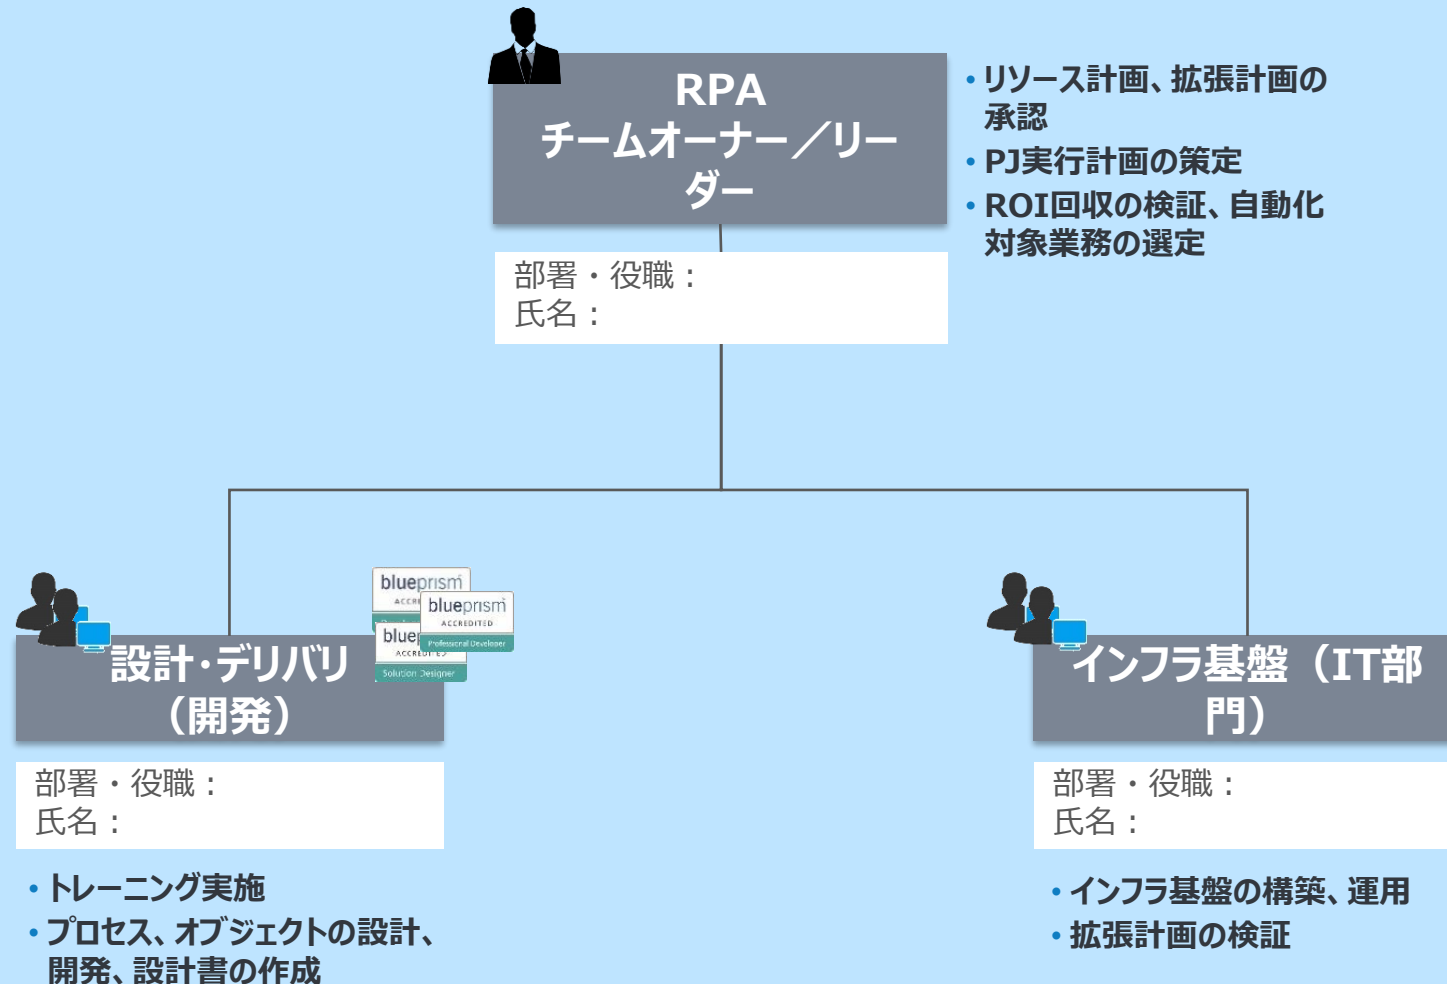 RPA
チームオーナー／リー
ダー
・リソース計画、拡張計画の
承認
・PJ実行計画の策定
・ROI回収の検証、自動化
対象業務の選定
部署・役職：
氏名：
blueprism
blueprism
ACCREDITED
Professional Developer
Solution Designer
設計・デリバリ
（開発）
部署・役職：
氏名：
・トレーニング実施
・プロセス、オブジェクトの設計、
開発、設計書の作成
インフラ基盤（IT部
門）
部署・役職：
氏名：
・インフラ基盤の構築、運用
・拡張計画の検証